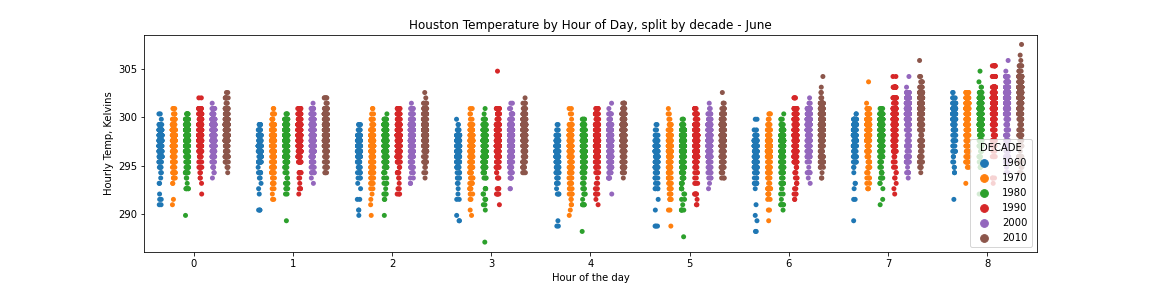 Houston Temperature by Hour of Day, split by decade - June
Hourly Temp, Kelvins
305
300
295
290
DECADE
1960
1970
1980
1990
2000
2010
0 1 2 3 4 5 6 7 8
Hour of the day